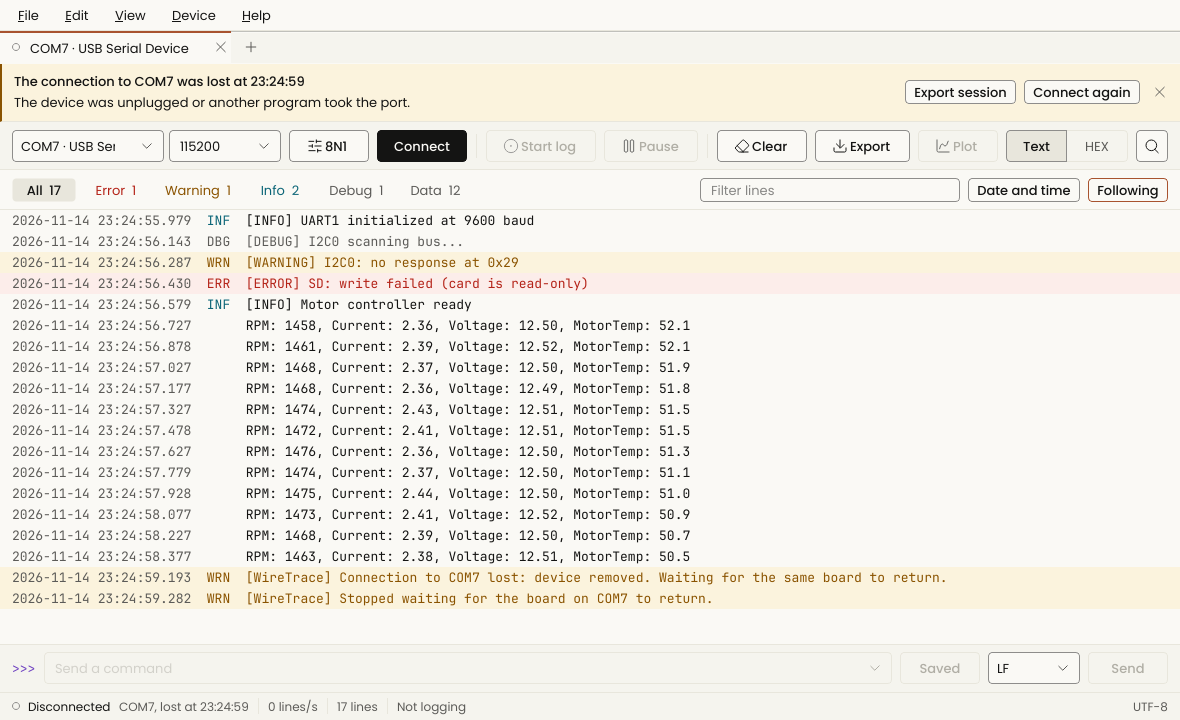 File Edit View Device Help
COM7 · USB Serial Device
The connection to COM7 was lost at 23:24:59
The device was unplugged or another program took the port.
Export session Connect again
COM7 · USB Ser 115200 8N1 Connect Start log Pause Clear Export Plot Text HEX
All 17 Error 1 Warning 1 Info 2 Debug 1 Data 12 Filter lines Date and time Following
2026-11-14 23:24:55.979 INF [INFO] UART1 initialized at 9600 baud
2026-11-14 23:24:56.143 DBG [DEBUG] I2C0 scanning bus...
2026-11-14 23:24:56.287 WRN [WARNING] I2C0: no response at 0x29
2026-11-14 23:24:56.430 ERR [ERROR] SD: write failed (card is read-only)
2026-11-14 23:24:56.579 INF [INFO] Motor controller ready
2026-11-14 23:24:56.727 RPM: 1458, Current: 2.36, Voltage: 12.50, MotorTemp: 52.1
2026-11-14 23:24:56.878 RPM: 1461, Current: 2.39, Voltage: 12.52, MotorTemp: 52.1
2026-11-14 23:24:57.027 RPM: 1468, Current: 2.37, Voltage: 12.50, MotorTemp: 51.9
2026-11-14 23:24:57.177 RPM: 1468, Current: 2.36, Voltage: 12.49, MotorTemp: 51.8
2026-11-14 23:24:57.327 RPM: 1474, Current: 2.43, Voltage: 12.51, MotorTemp: 51.5
2026-11-14 23:24:57.478 RPM: 1472, Current: 2.41, Voltage: 12.51, MotorTemp: 51.5
2026-11-14 23:24:57.627 RPM: 1476, Current: 2.36, Voltage: 12.50, MotorTemp: 51.3
2026-11-14 23:24:57.779 RPM: 1474, Current: 2.37, Voltage: 12.50, MotorTemp: 51.1
2026-11-14 23:24:57.928 RPM: 1475, Current: 2.44, Voltage: 12.50, MotorTemp: 51.0
2026-11-14 23:24:58.077 RPM: 1473, Current: 2.41, Voltage: 12.52, MotorTemp: 50.9
2026-11-14 23:24:58.227 RPM: 1468, Current: 2.39, Voltage: 12.50, MotorTemp: 50.7
2026-11-14 23:24:58.377 RPM: 1463, Current: 2.38, Voltage: 12.51, MotorTemp: 50.5
2026-11-14 23:24:59.193 WRN [WireTrace] Connection to COM7 lost: device removed. Waiting for the same board to return.
2026-11-14 23:24:59.282 WRN [WireTrace] Stopped waiting for the board on COM7 to return.
>>> Send a command Saved LF Send
Disconnected COM7, lost at 23:24:59 0 lines/s 17 lines Not logging UTF-8